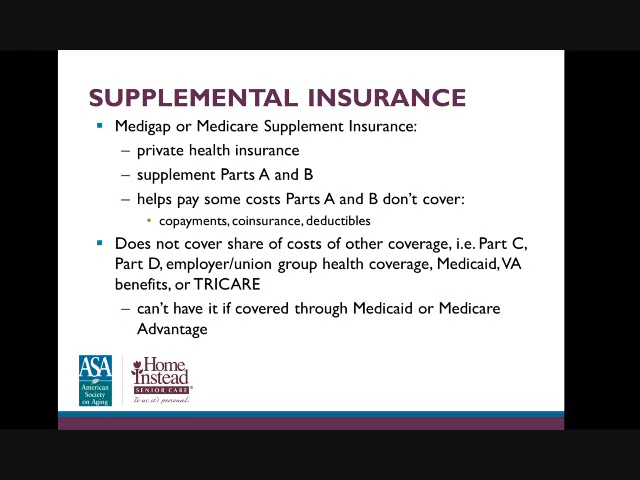 SUPPLEMENTAL INSURANCE
▪ Medigap or Medicare Supplement Insurance:
– private health insurance
– supplement Parts A and B
– helps pay some costs Parts A and B don't cover:
• copayments, coinsurance, deductibles
▪ Does not cover share of costs of other coverage, i.e. Part C,
Part D, employer/union group health coverage, Medicaid, VA
benefits, or TRICARE
– can't have it if covered through Medicaid or Medicare
Advantage
ASA
American
Society
on Aging
Home
Instead
SENIOR CARE
To us, it's personal.